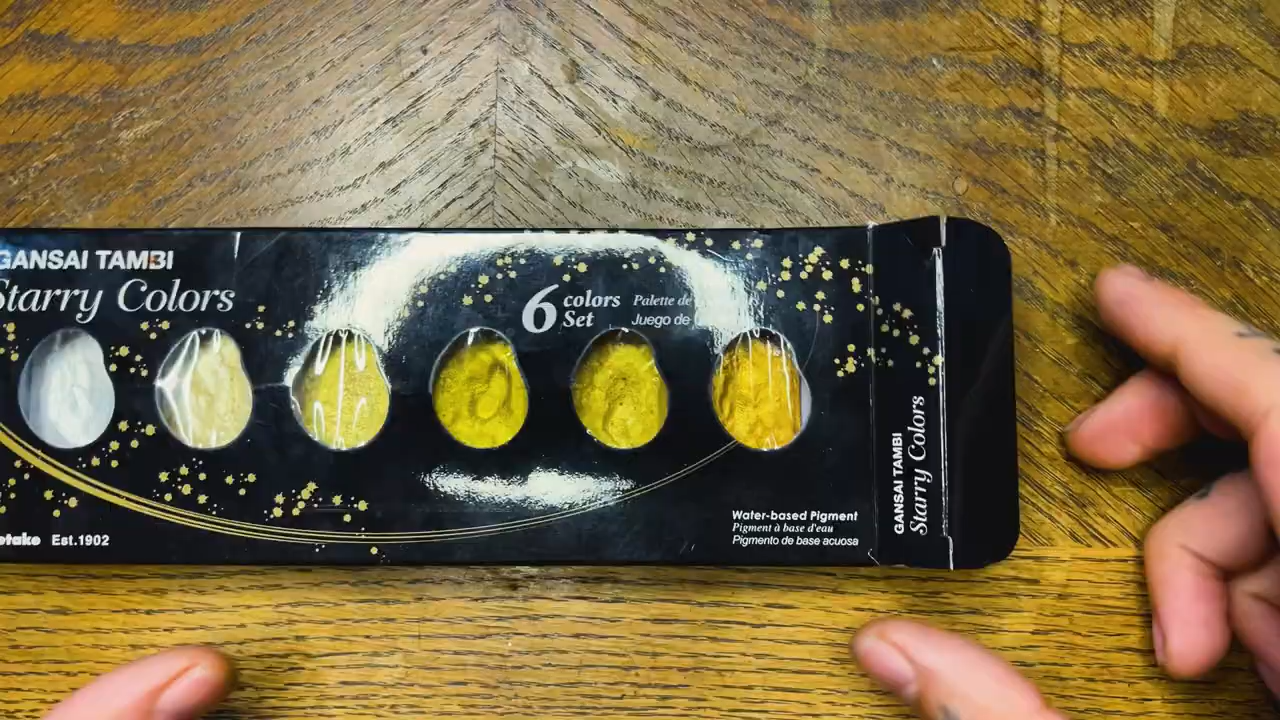 GANSAI TAMBI
Starry Colors
6 colors Set
Palette de
Juego de
etake Est.1902
Water-based Pigment
Pigment à base d'eau
Pigmento de base acuosa
GANSAI TAMBI
Starry Colors